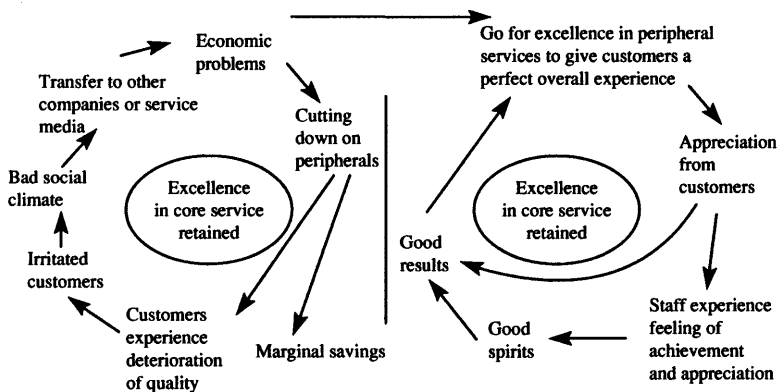 Economic
problems
Transfer to other
companies or service
media
Bad social
climate
Irritated
customers
Customers
experience
deterioration
of quality
Cutting
down on
peripherals
Marginal savings
Excellence
in core service
retained
Go for excellence in peripheral
services to give customers a
perfect overall experience
Appreciation
from
customers
Staff experience
feeling of
achievement
and appreciation
Good
spirits
Good
results
Excellence
in core service
retained